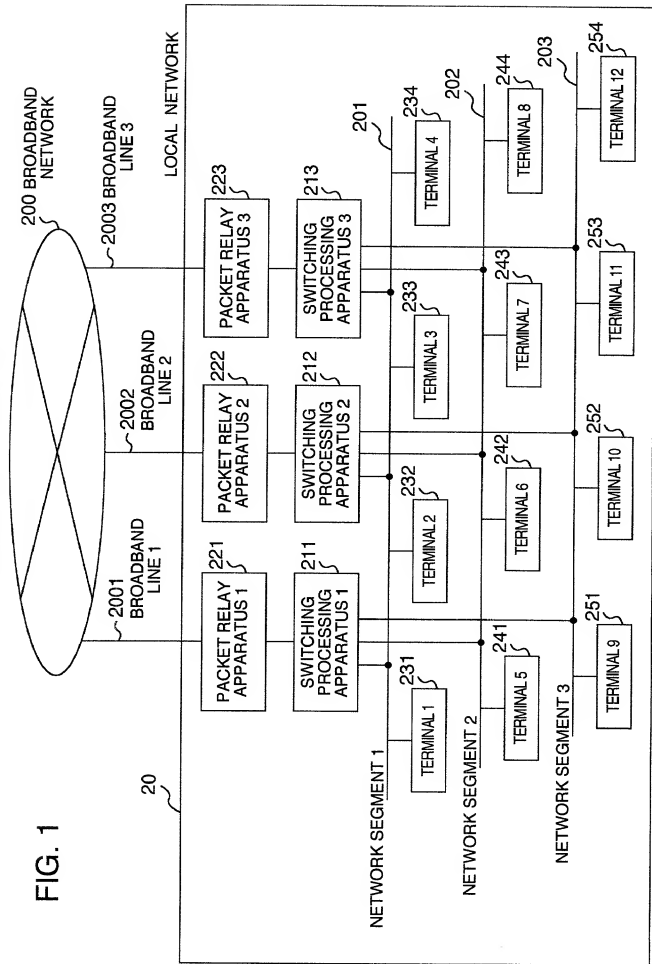 FIG. 1
200 BROADBAND
NETWORK
2001
BROADBAND
LINE 1
2002
BROADBAND
LINE 2
2003 BROADBAND
LINE 3
20
LOCAL NETWORK
221
PACKET RELAY
APPARATUS 1
222
PACKET RELAY
APPARATUS 2
223
PACKET RELAY
APPARATUS 3
211
SWITCHING
PROCESSING
APPARATUS 1
212
SWITCHING
PROCESSING
APPARATUS 2
213
SWITCHING
PROCESSING
APPARATUS 3
NETWORK SEGMENT 1
201
231
TERMINAL 1
232
TERMINAL 2
233
TERMINAL 3
234
TERMINAL 4
NETWORK SEGMENT 2
202
241
TERMINAL 5
242
TERMINAL 6
243
TERMINAL 7
244
TERMINAL 8
NETWORK SEGMENT 3
203
251
TERMINAL 9
252
TERMINAL 10
253
TERMINAL 11
254
TERMINAL 12